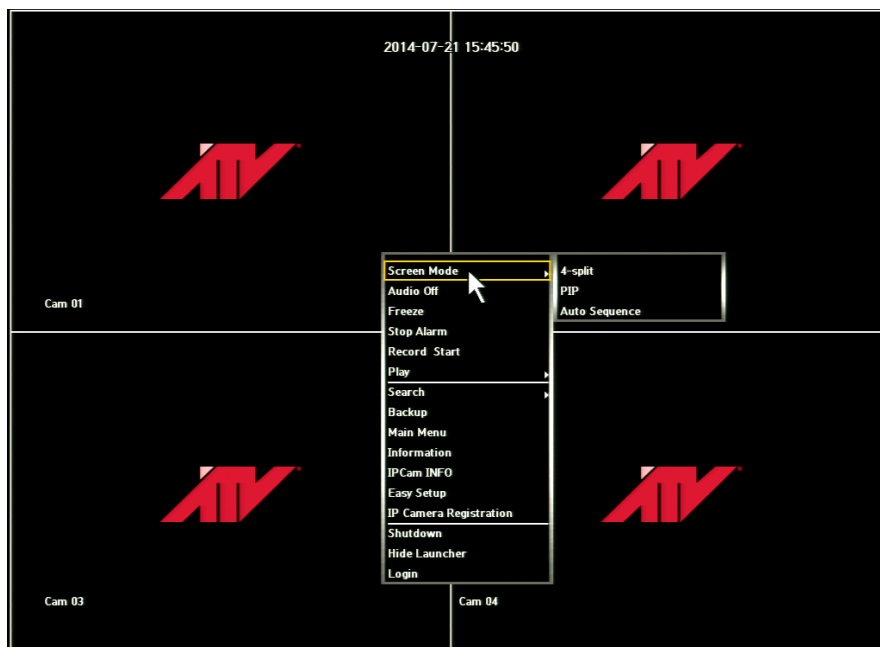 2014-07-21 15:45:50
ATV
ATV
Cam 01
Screen Mode
Audio Off
Freeze
Stop Alarm
Record Start
Play
Search
Backup
Main Menu
Information
IPCam INFO
Easy Setup
IP Camera Registration
Shutdown
Hide Launcher
Login
4-split
PIP
Auto Sequence
ATV
ATV
Cam 03
Cam 04